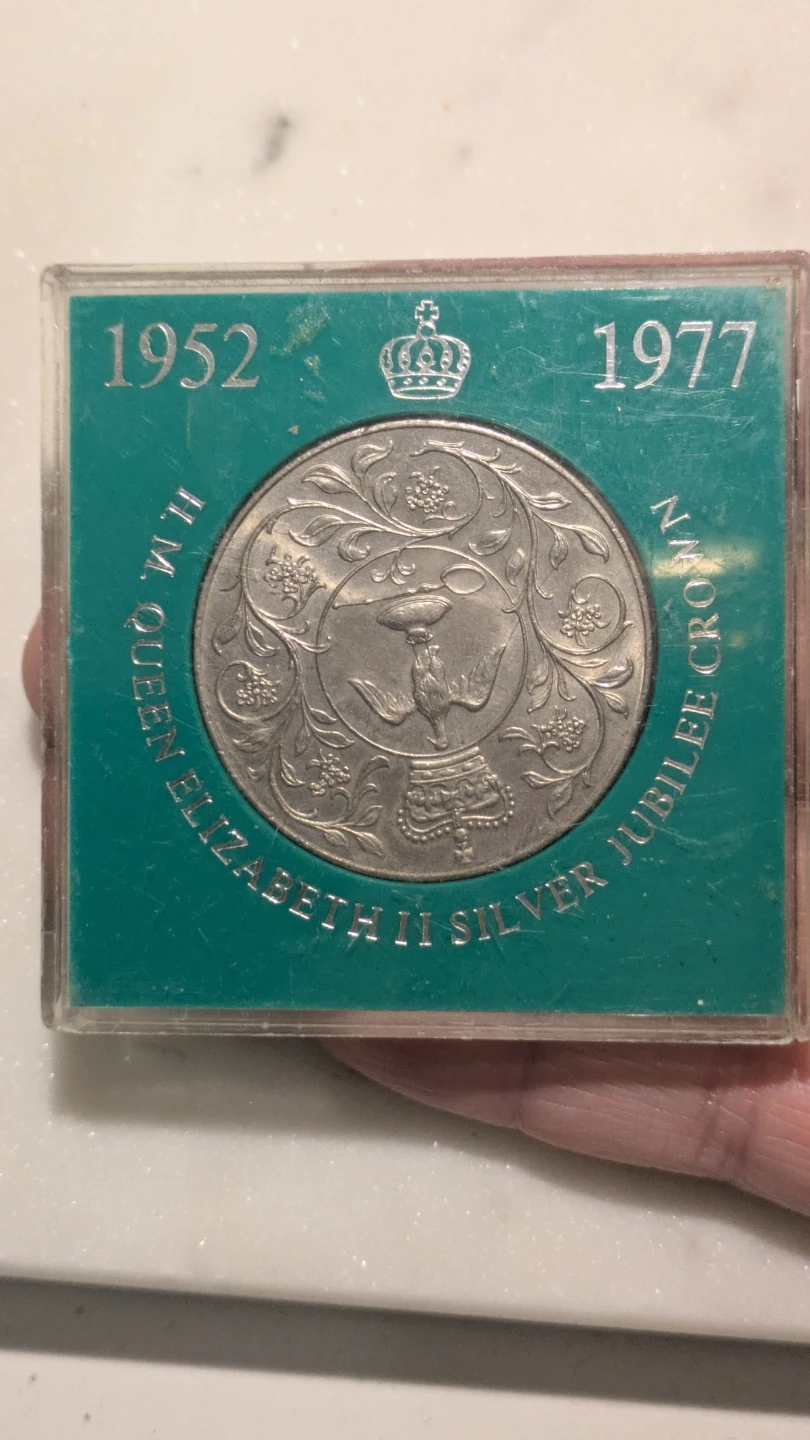 1952 1977
H.M. QUEEN ELIZABETH II SILVER JUBILEE CROWN